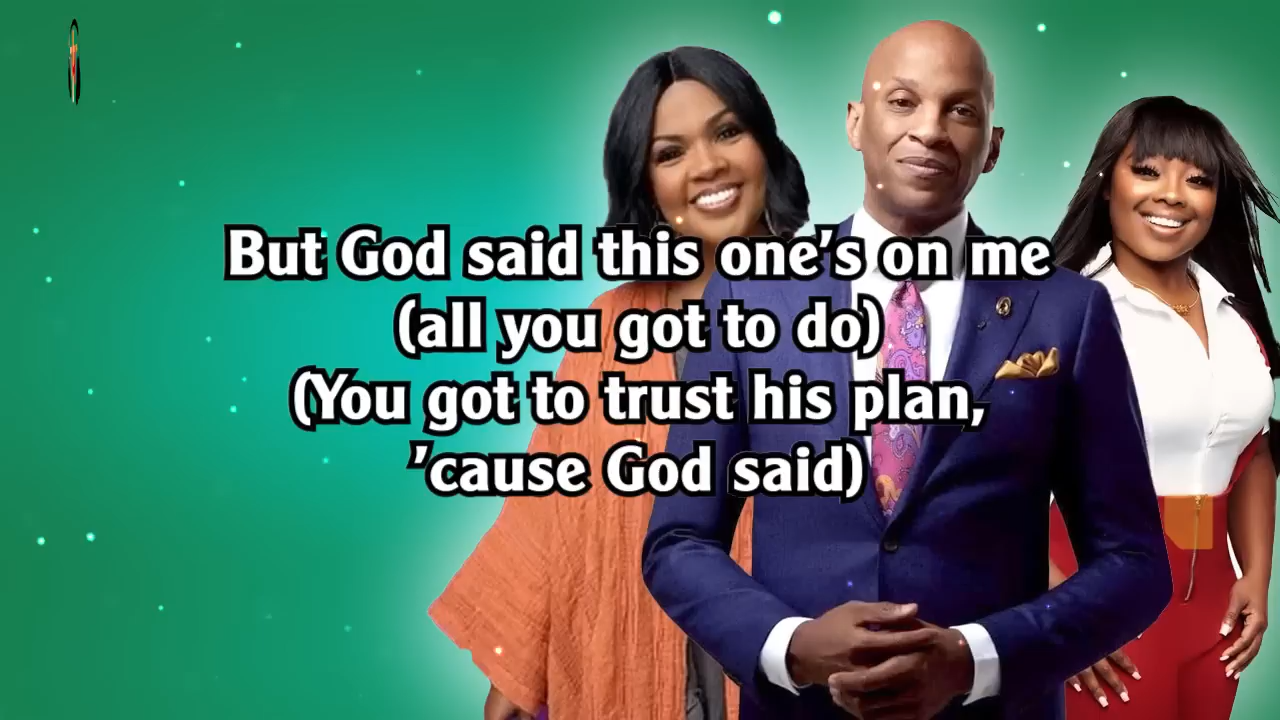 But God said this one's on me
(all you got to do)
(You got to trust his plan,
'cause God said)